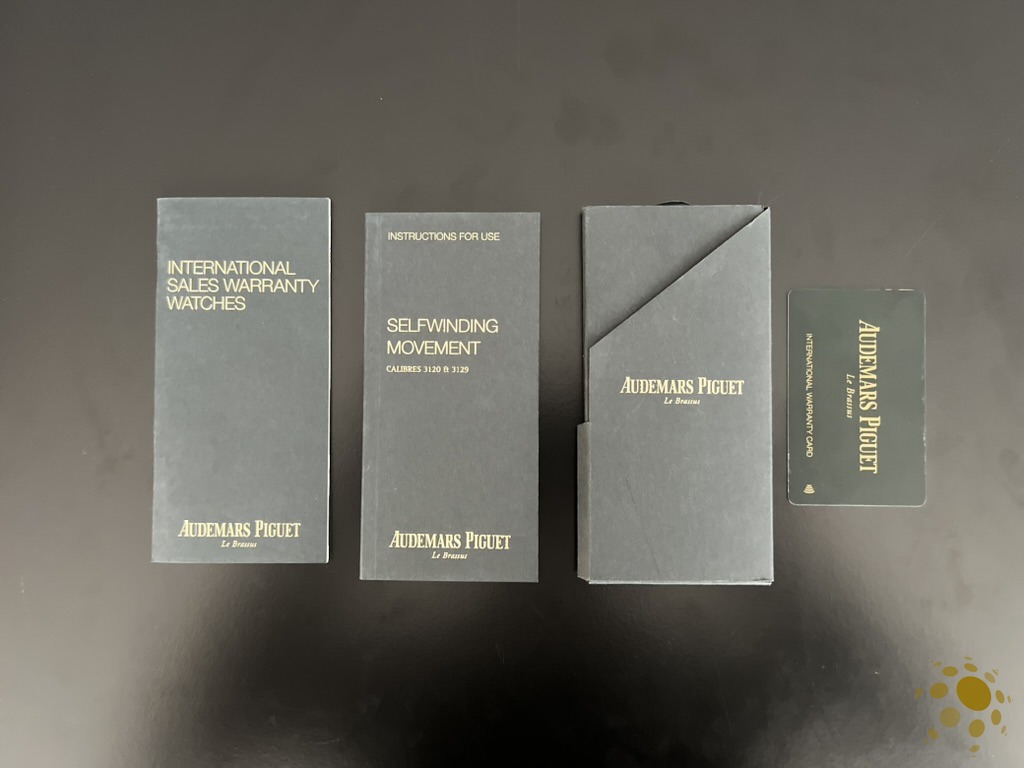 INTERNATIONAL
SALES WARRANTY
WATCHES
AUDEMARS PIGUET
Le Brassus
INSTRUCTIONS FOR USE
SELFWINDING
MOVEMENT
CALIBRES 3120 & 3129
AUDEMARS PIGUET
Le Brassus
AUDEMARS PIGUET
Le Brassus
AUDEMARS PIGUET
Le Brassus
INTERNATIONAL WARRANTY CARD